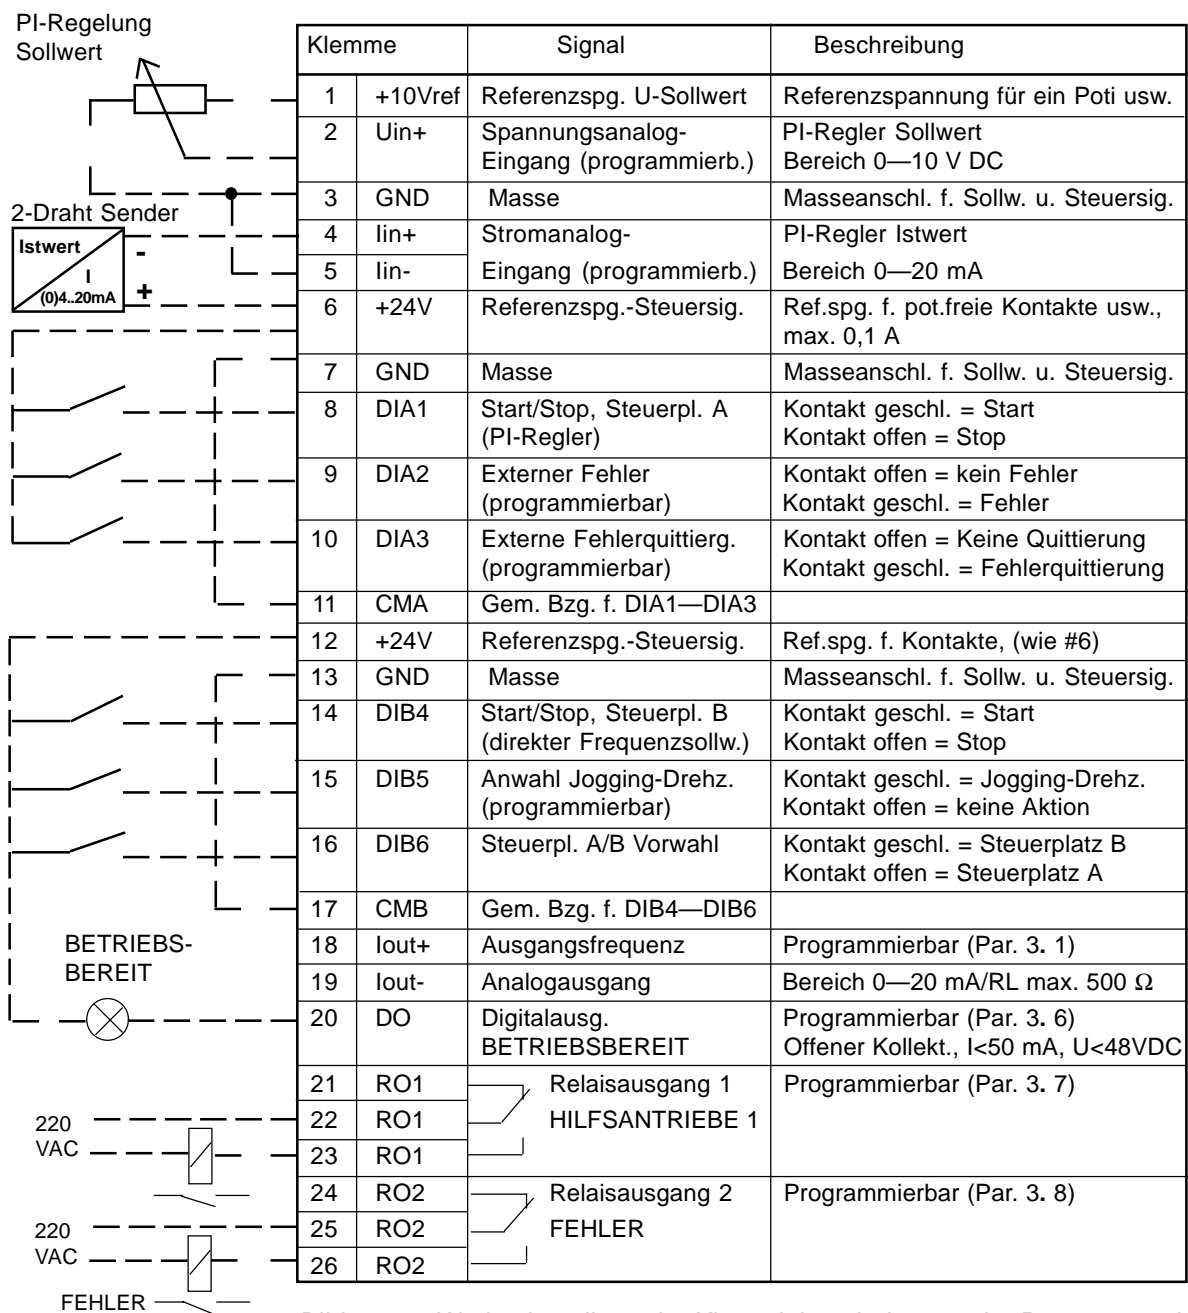 PI-Regelung
Sollwert
2-Draht Sender
Istwert
-
I
(0)4..20mA
+
BETRIEBS-
BEREIT
220
VAC
220
VAC
FEHLER
Klemme Signal Beschreibung
1 +10Vref Referenzspg. U-Sollwert Referenzspannung für ein Poti usw.
2 Uin+ Spannungsanalog- PI-Regler Sollwert
Eingang (programmierb.) Bereich 0—10 V DC
3 GND Masse Masseanschl. f. Sollw. u. Steuersig.
4 Iin+ Stromanalog- PI-Regler Istwert
5 Iin- Eingang (programmierb.) Bereich 0—20 mA
6 +24V Referenzspg.-Steuersig. Ref.spg. f. pot.freie Kontakte usw.,
max. 0,1 A
7 GND Masse Masseanschl. f. Sollw. u. Steuersig.
8 DIA1 Start/Stop, Steuerpl. A Kontakt geschl. = Start
(PI-Regler) Kontakt offen = Stop
9 DIA2 Externer Fehler Kontakt offen = kein Fehler
(programmierbar) Kontakt geschl. = Fehler
10 DIA3 Externe Fehlerquittierg. Kontakt offen = Keine Quittierung
(programmierbar) Kontakt geschl. = Fehlerquittierung
11 CMA Gem. Bzg. f. DIA1—DIA3
12 +24V Referenzspg.-Steuersig. Ref.spg. f. Kontakte, (wie #6)
13 GND Masse Masseanschl. f. Sollw. u. Steuersig.
14 DIB4 Start/Stop, Steuerpl. B Kontakt geschl. = Start
(direkter Frequenzsollw.) Kontakt offen = Stop
15 DIB5 Anwahl Jogging-Drehz. Kontakt geschl. = Jogging-Drehz.
(programmierbar) Kontakt offen = keine Aktion
16 DIB6 Steuerpl. A/B Vorwahl Kontakt geschl. = Steuerplatz B
Kontakt offen = Steuerplatz A
17 CMB Gem. Bzg. f. DIB4—DIB6
18 Iout+ Ausgangsfrequenz Programmierbar (Par. 3. 1)
19 Iout- Analogausgang Bereich 0—20 mA/RL max. 500 Ω
20 DO Digitalausg. Programmierbar (Par. 3. 6)
BETRIEBSBEREIT Offener Kollekt., I<50 mA, U<48VDC
21 RO1 Relaisausgang 1 Programmierbar (Par. 3. 7)
22 RO1 HILFSANTRIEBE 1
23 RO1
24 RO2 Relaisausgang 2 Programmierbar (Par. 3. 8)
25 RO2 FEHLER
26 RO2